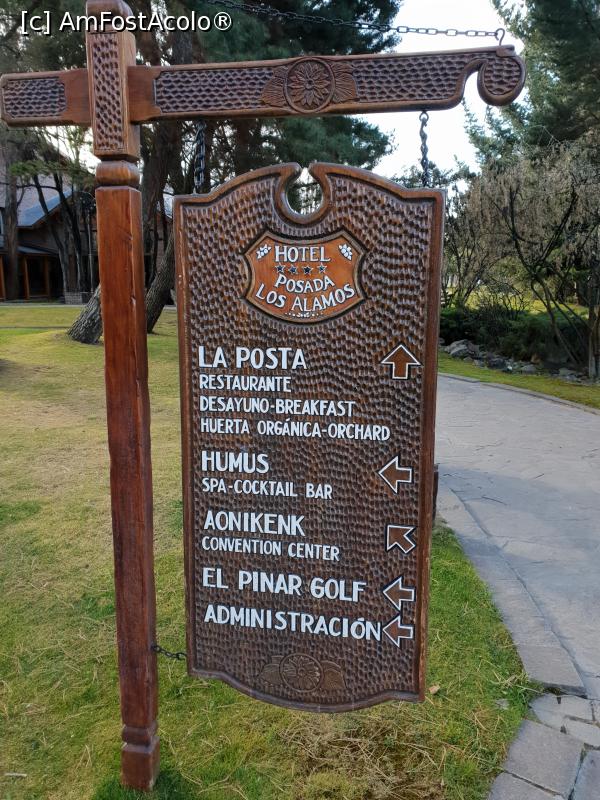 [c] AmFostAcolo®
HOTEL
POSADA
LOS ALAMOS
LA POSTA
RESTAURANTE
DESAYUNO-BREAKFAST
HUERTA ORGÁNICA-ORCHARD
HUMUS
SPA-COCKTAIL BAR
AONIKENK
CONVENTION CENTER
EL PINAR GOLF
ADMINISTRACIÓN